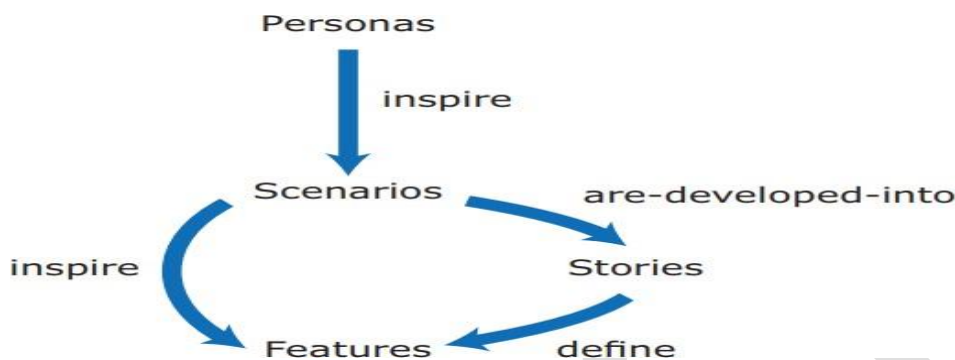 Personas
inspire
Scenarios
are-developed-into
inspire
Stories
Features
define